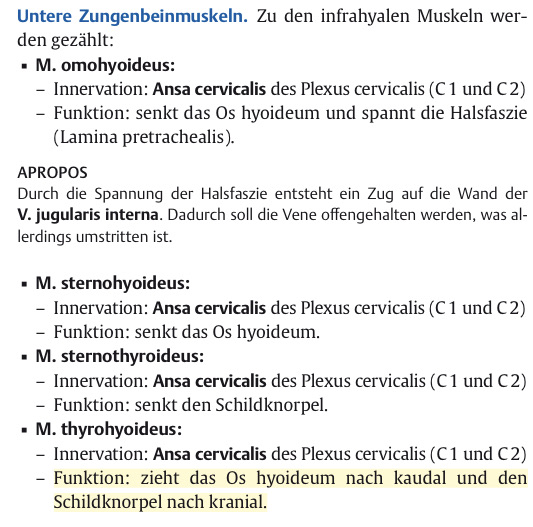 Untere Zungenbeinmuskeln. Zu den infrahyalen Muskeln wer-
den gezählt:
▪ M. omohyoideus:
– Innervation: Ansa cervicalis des Plexus cervicalis (C 1 und C 2)
– Funktion: senkt das Os hyoideum und spannt die Halsfaszie
(Lamina pretrachealis).
APROPOS
Durch die Spannung der Halsfaszie entsteht ein Zug auf die Wand der
V. jugularis interna. Dadurch soll die Vene offengehalten werden, was al-
lerdings umstritten ist.
▪ M. sternohyoideus:
– Innervation: Ansa cervicalis des Plexus cervicalis (C 1 und C 2)
– Funktion: senkt das Os hyoideum.
▪ M. sternothyroideus:
– Innervation: Ansa cervicalis des Plexus cervicalis (C 1 und C 2)
– Funktion: senkt den Schildknorpel.
▪ M. thyrohyoideus:
– Innervation: Ansa cervicalis des Plexus cervicalis (C 1 und C 2)
– Funktion: zieht das Os hyoideum nach kaudal und den
Schildknorpel nach kranial.